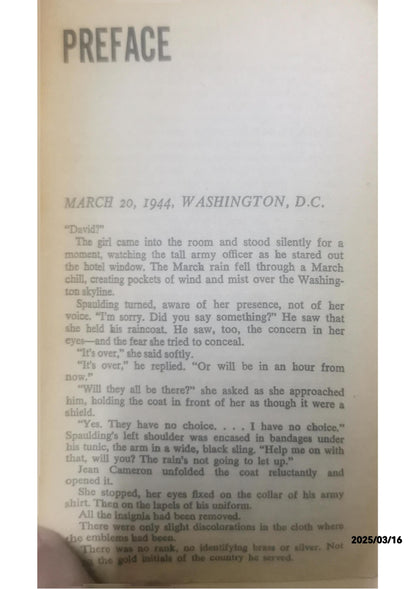 PREFACE
MARCH 20, 1944, WASHINGTON, D.C.
"David?"
The girl came into the room and stood silently for a
moment, watching the tall army officer as he stared out
the hotel window. The March rain fell through a March
chill, creating pockets of wind and mist over the Washing-
ton skyline.
Spaulding turned, aware of her presence, not of her
voice. "I'm sorry. Did you say something?" He saw that
she held his raincoat. He saw, too, the concern in her
eyes—and the fear she tried to conceal.
"It's over," she said softly.
"It's over," he replied. "Or will be in an hour from
now."
"Will they all be there?" she asked as she approached
him, holding the coat in front of her as though it were a
shield.
"Yes. They have no choice. . . . I have no choice."
Spaulding's left shoulder was encased in bandages under
his tunic, the arm in a wide, black sling. "Help me on with
that, will you? The rain's not going to let up."
Jean Cameron unfolded the coat reluctantly and
opened it.
She stopped, her eyes fixed on the collar of his army
shirt. Then on the lapels of his uniform.
All the insignia had been removed.
There were only slight discolorations in the cloth where
the emblems had been.
There was no rank, no identifying brass or silver. Not
the gold initials of the country he served.
2025/03/16